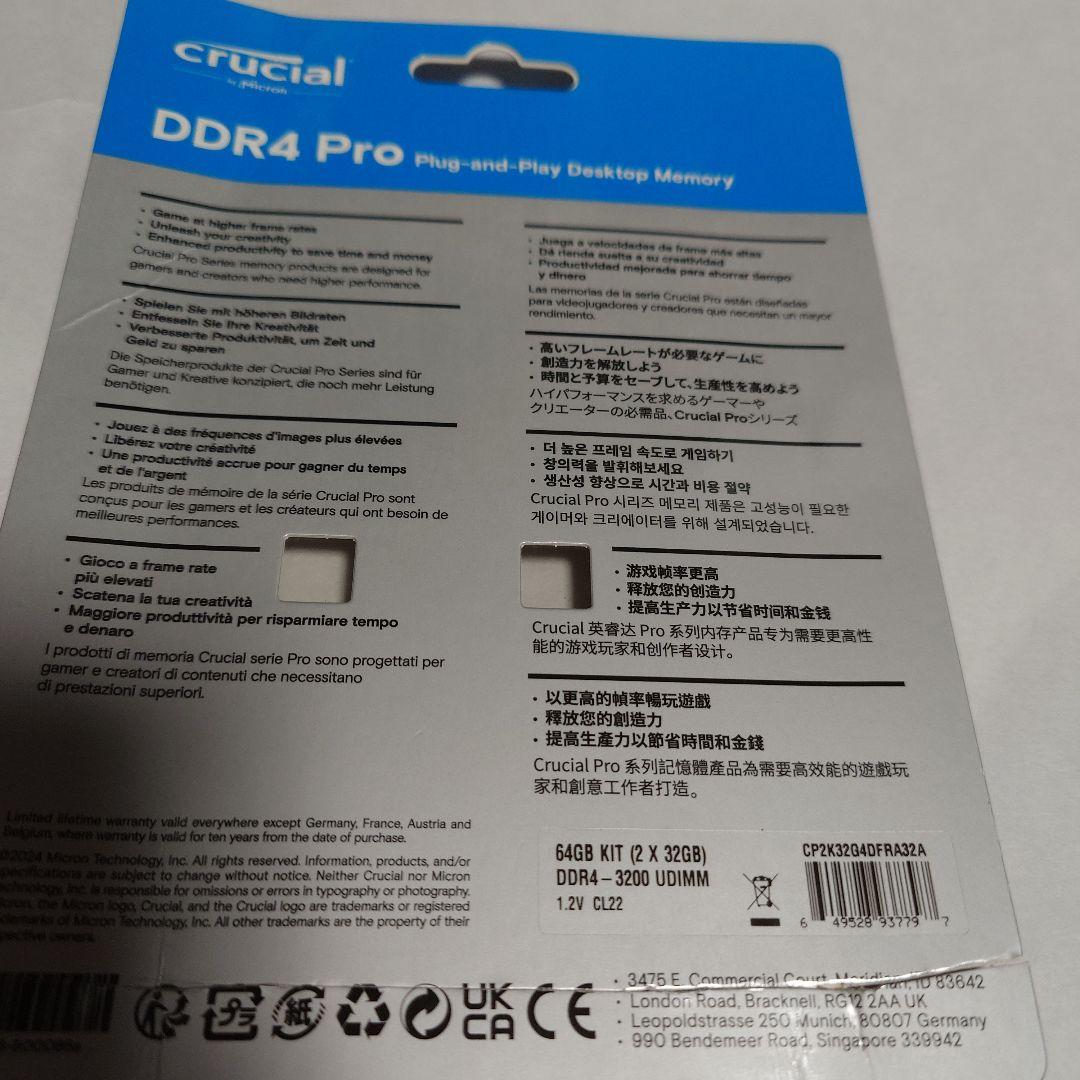 crucial
by Micron
DDR4 Pro Plug-and-Play Desktop Memory
• Game at higher frame rates
• Unleash your creativity
• Enhanced productivity to save time and money
Crucial Pro Series memory products are designed for
gamers and creators who need higher performance.
• Spielen Sie mit höheren Bildraten
• Entfesseln Sie Ihre Kreativität
• Verbesserte Produktivität, um Zeit und
Geld zu sparen
Die Speicherprodukte der Crucial Pro Series sind für
Gamer und Kreative konzipiert, die noch mehr Leistung
benötigen.
• Jouez à des fréquences d'images plus élevées
• Libérez votre créativité
• Une productivité accrue pour gagner du temps
et de l'argent
Les produits de mémoire de la série Crucial Pro sont
conçus pour les gamers et les créateurs qui ont besoin de
meilleures performances.
• Gioco a frame rate
più elevati
• Scatena la tua creatività
• Maggiore produttività per risparmiare tempo
e denaro
I prodotti di memoria Crucial serie Pro sono progettati per
gamer e creatori di contenuti che necessitano
di prestazioni superiori.
• Juega a velocidades de frame más altas
• Dá rienda suelta a su creatividad
• Productividad mejorada para ahorrar tiempo
y dinero
Las memorias de la serie Crucial Pro están diseñadas
para videojugadores y creadores que necesitan un mayor
rendimiento.
• 高いフレームレートが必要なゲームに
• 創造力を解放しよう
• 時間と予算をセーブして、生産性を高めよう
ハイパフォーマンスを求めるゲーマーや
クリエーターの必需品、Crucial Proシリーズ
• 더 높은 프레임 속도로 게임하기
• 창의력을 발휘해보세요
• 생산성 향상으로 시간과 비용 절약
Crucial Pro 시리즈 메모리 제품은 고성능이 필요한
게이머와 크리에이터를 위해 설계되었습니다.
• 游戏帧率更高
• 释放您的创造力
• 提高生产力以节省时间和金钱
Crucial 英睿达 Pro 系列内存产品专为需要更高性
能的游戏玩家和创作者设计。
• 以更高的幀率暢玩遊戲
• 釋放您的創造力
• 提高生產力以節省時間和金錢
Crucial Pro 系列記憶體產品為需要高效能的遊戲玩
家和創意工作者打造。
Limited lifetime warranty valid everywhere except Germany, France, Austria and
Belgium, where warranty is valid for ten years from the date of purchase.
©2024 Micron Technology, Inc. All rights reserved. Information, products, and/or
specifications are subject to change without notice. Neither Crucial nor Micron
Technology, Inc. is responsible for omissions or errors in typography or photography.
Micron, the Micron logo, Crucial, and the Crucial logo are trademarks or registered
trademarks of Micron Technology, Inc. All other trademarks are the property of their
respective owners.
64GB KIT (2 X 32GB)
DDR4-3200 UDIMM
1.2V CL22
CP2K32G4DFRA32A
6 49528 93779 7
紙
UK
CA
CE
• 3475 E. Commercial Court, Meridian, ID 83642
• London Road, Bracknell, RG12 2AA UK
• Leopoldstrasse 250 Munich, 80807 Germany
• 990 Bendemeer Road, Singapore 339942